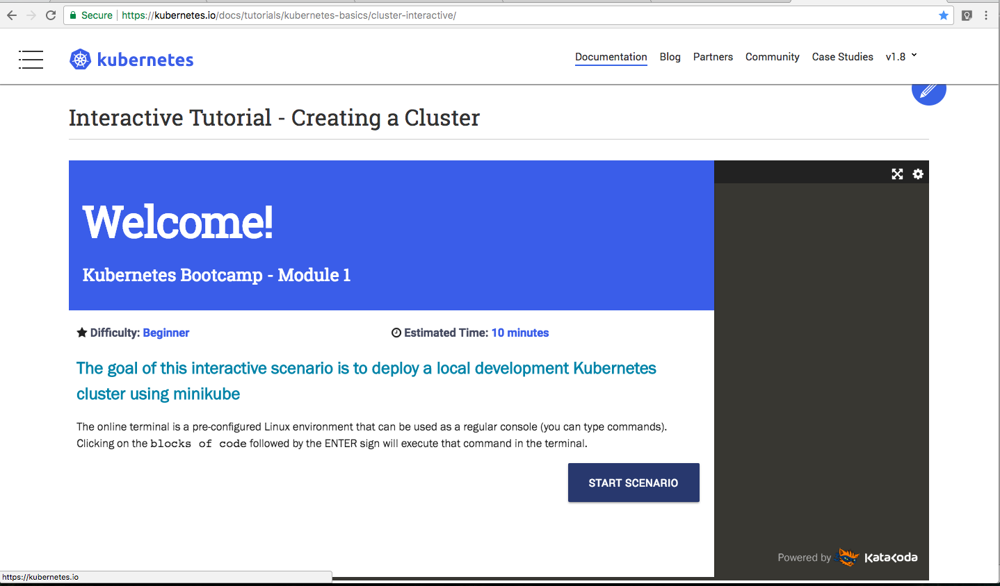 Secure | https://kubernetes.io/docs/tutorials/kubernetes-basics/cluster-interactive/
kubernetes
Documentation Blog Partners Community Case Studies v1.8
Interactive Tutorial - Creating a Cluster
Welcome!
Kubernetes Bootcamp - Module 1
Difficulty: Beginner
Estimated Time: 10 minutes
The goal of this interactive scenario is to deploy a local development Kubernetes
cluster using minikube
The online terminal is a pre-configured Linux environment that can be used as a regular console (you can type commands).
Clicking on the blocks of code followed by the ENTER sign will execute that command in the terminal.
START SCENARIO
Powered by Katakoda
https://kubernetes.io